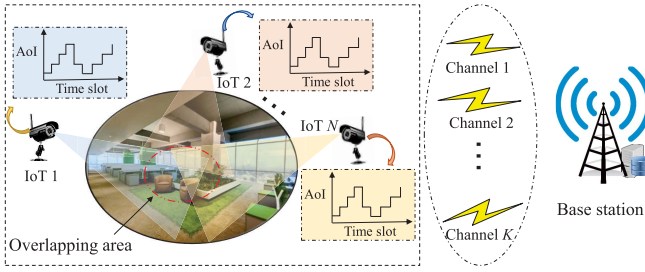 AoI
Time slot
IoT 1
IoT 2
AoI
Time slot
IoT N
AoI
Time slot
Overlapping area
Channel 1
Channel 2
Channel K
Base station